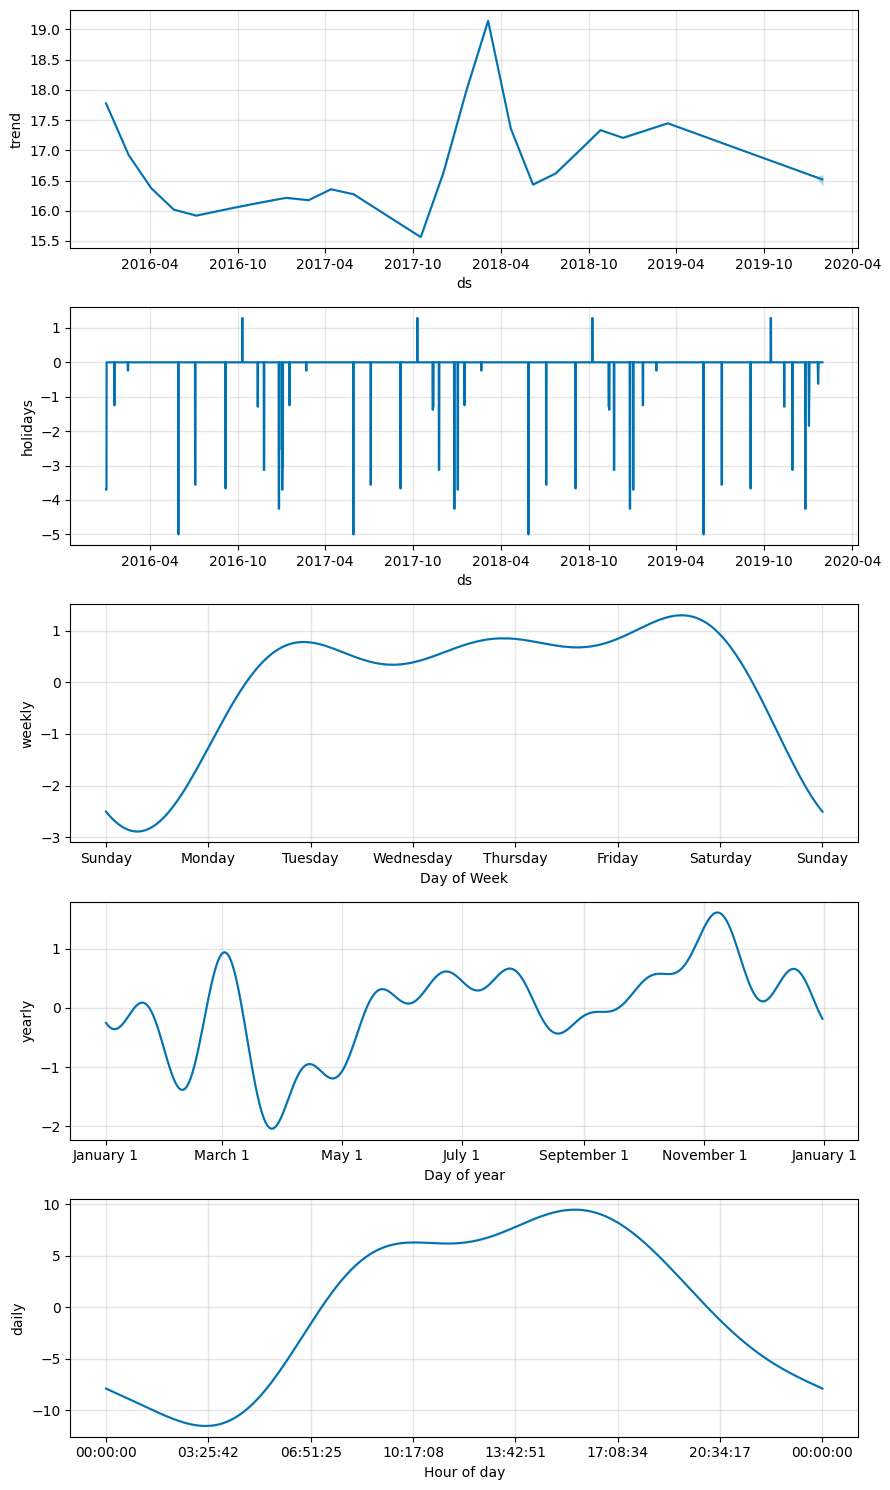 19.0
18.5
18.0
17.5
17.0
16.5
16.0
15.5
trend
2016-04 2016-10 2017-04 2017-10 2018-04 2018-10 2019-04 2019-10 2020-04
ds
1
0
−1
−2
−3
−4
−5
holidays
2016-04 2016-10 2017-04 2017-10 2018-04 2018-10 2019-04 2019-10 2020-04
ds
1
0
−1
−2
−3
weekly
Sunday Monday Tuesday Wednesday Thursday Friday Saturday Sunday
Day of Week
1
0
−1
−2
yearly
January 1 March 1 May 1 July 1 September 1 November 1 January 1
Day of year
10
5
0
−5
−10
daily
00:00:00 03:25:42 06:51:25 10:17:08 13:42:51 17:08:34 20:34:17 00:00:00
Hour of day